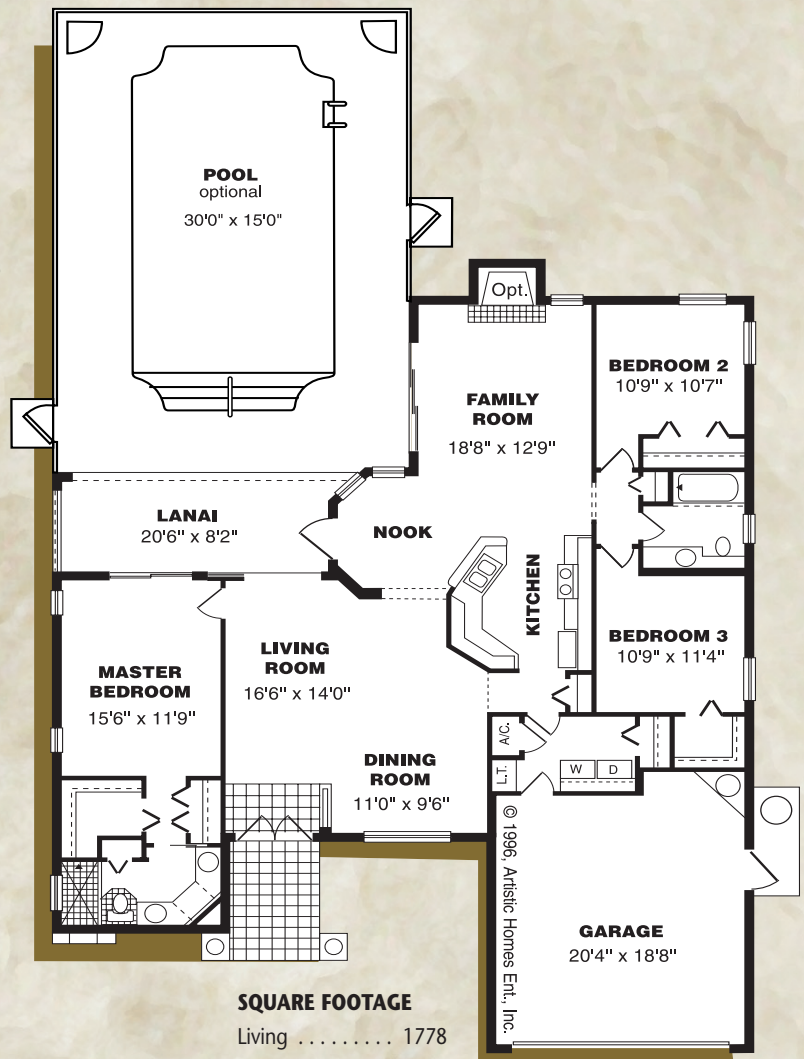 POOL
optional
30'0" x 15'0"
Opt.
BEDROOM 2
10'9" x 10'7"
FAMILY
ROOM
18'8" x 12'9"
LANAI
20'6" x 8'2"
NOOK
KITCHEN
BEDROOM 3
10'9" x 11'4"
LIVING
ROOM
16'6" x 14'0"
MASTER
BEDROOM
15'6" x 11'9"
A/C.
DINING
ROOM
11'0" x 9'6"
L.T.
W
D
© 1996, Artistic Homes Ent., Inc.
GARAGE
20'4" x 18'8"
SQUARE FOOTAGE
Living . . . . . . . . . 1778